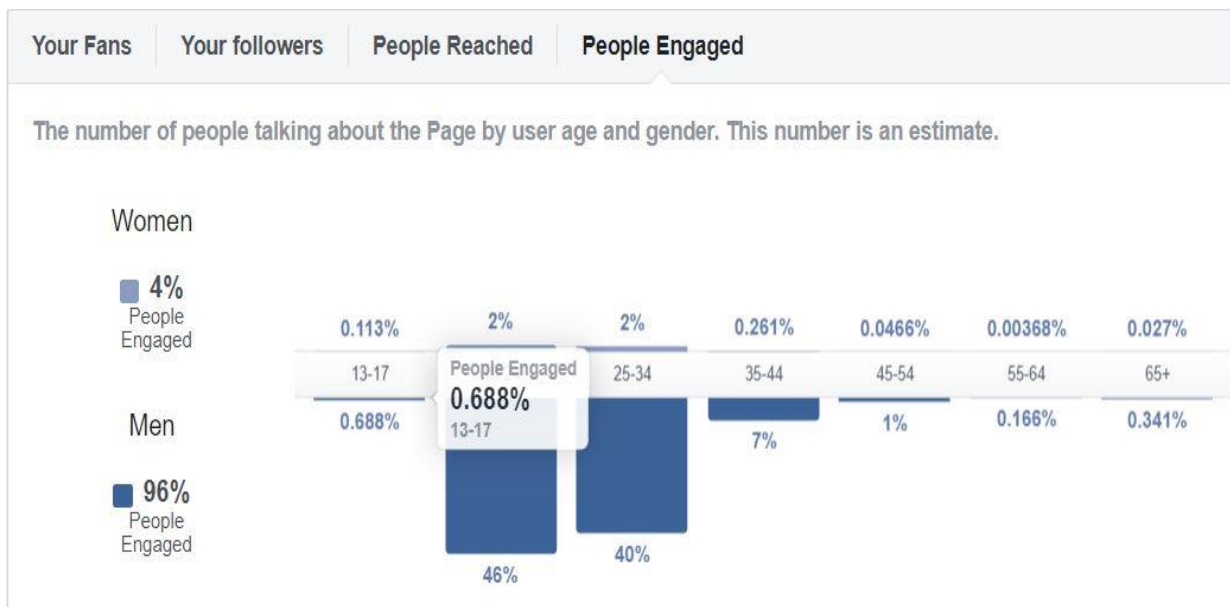 Your Fans Your followers People Reached People Engaged
The number of people talking about the Page by user age and gender. This number is an estimate.
Women
4%
People
Engaged
0.113% 2% 2% 0.261% 0.0466% 0.00368% 0.027%
13-17 25-34 35-44 45-54 55-64 65+
People Engaged
0.688%
13-17
Men
96%
People
Engaged
0.688% 46% 40% 7% 1% 0.166% 0.341%